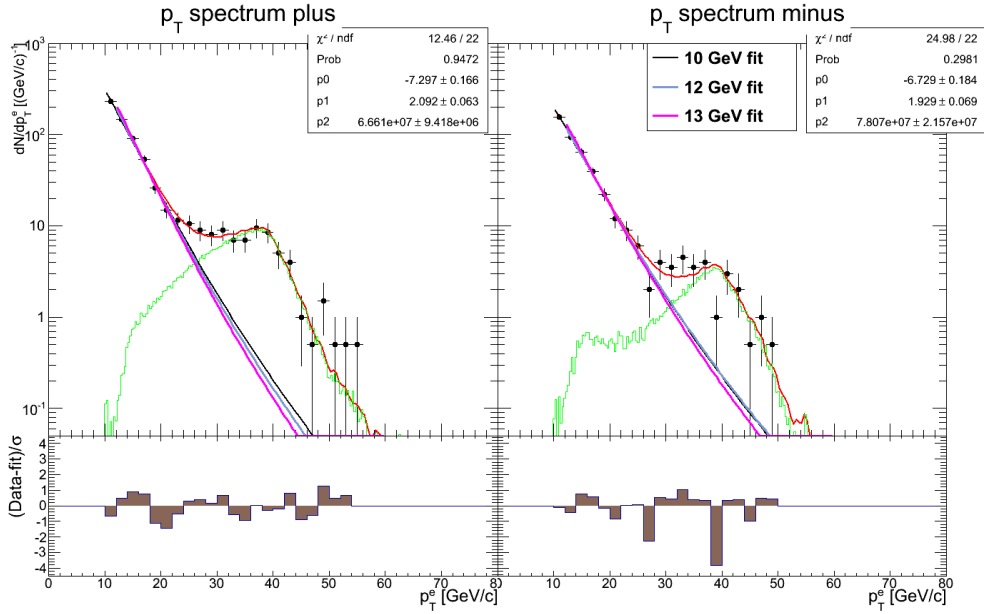 p_T spectrum plus
p_T spectrum minus
χ² / ndf 12.46 / 22
Prob 0.9472
p0 -7.297 ± 0.166
p1 2.092 ± 0.063
p2 6.661e+07 ± 9.418e+06
χ² / ndf 24.98 / 22
Prob 0.2981
p0 -6.729 ± 0.184
p1 1.929 ± 0.069
p2 7.807e+07 ± 2.157e+07
10 GeV fit
12 GeV fit
13 GeV fit
dN/dp_T^e [(GeV/c)⁻¹]
10³
10²
10
1
10⁻¹
(Data-fit)/σ
4
3
2
1
0
-1
-2
-3
-4
0 10 20 30 40 50 60 70 80
10 20 30 40 50 60 70 80
p_T^e [GeV/c]
p_T^e [GeV/c]